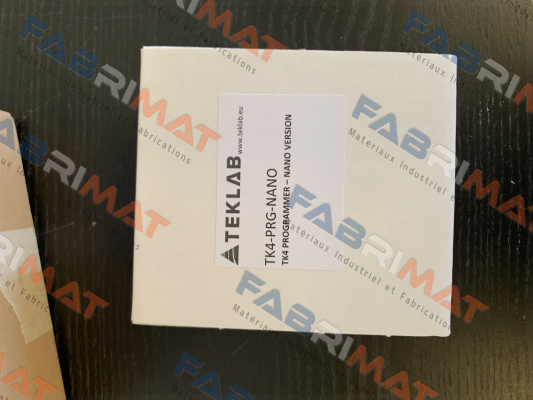 TEKLAB
www.teklab.eu
TK4-PRG-NANO
TK4 PROGRAMMER – NANO VERSION
FABRIMAT
Matériaux Industriel et Fabrications